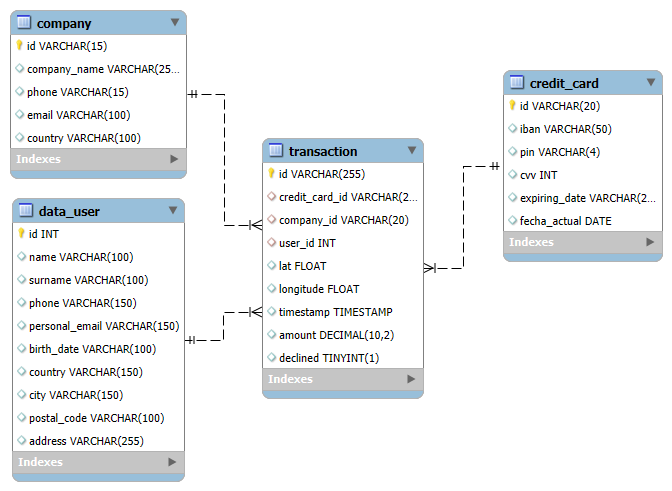 company
id VARCHAR(15)
company_name VARCHAR(25...
phone VARCHAR(15)
email VARCHAR(100)
country VARCHAR(100)
Indexes
data_user
id INT
name VARCHAR(100)
surname VARCHAR(100)
phone VARCHAR(150)
personal_email VARCHAR(150)
birth_date VARCHAR(100)
country VARCHAR(150)
city VARCHAR(150)
postal_code VARCHAR(100)
address VARCHAR(255)
Indexes
transaction
id VARCHAR(255)
credit_card_id VARCHAR(2...
company_id VARCHAR(20)
user_id INT
lat FLOAT
longitude FLOAT
timestamp TIMESTAMP
amount DECIMAL(10,2)
declined TINYINT(1)
Indexes
credit_card
id VARCHAR(20)
iban VARCHAR(50)
pin VARCHAR(4)
cvv INT
expiring_date VARCHAR(2...
fecha_actual DATE
Indexes